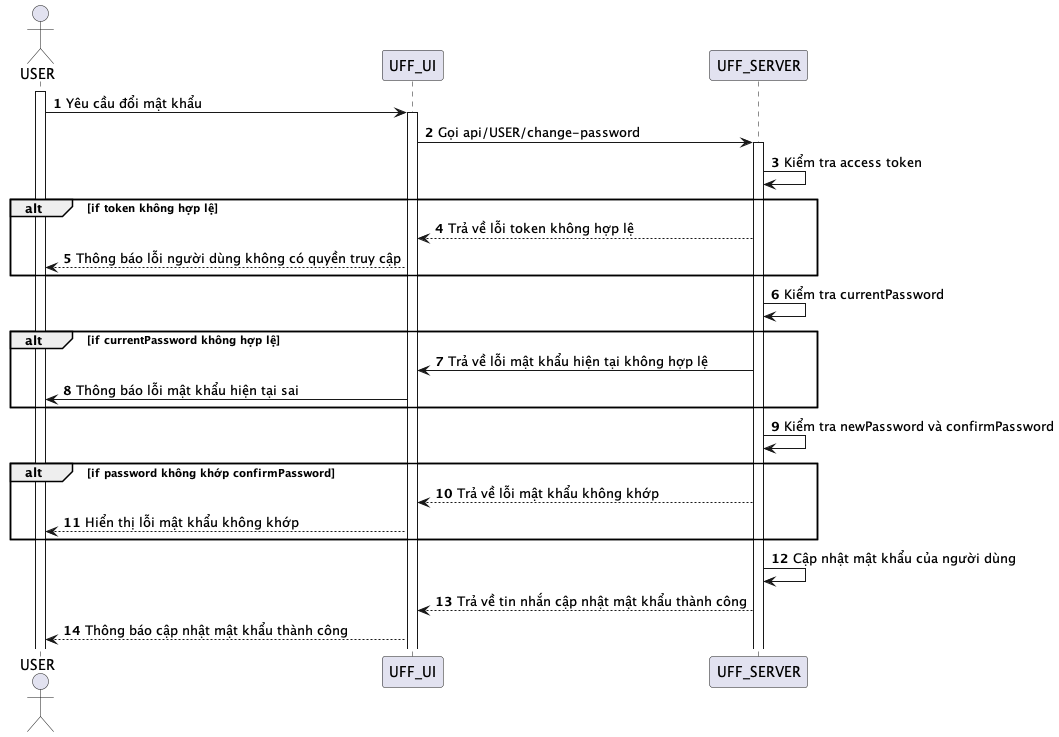 USER
UFF_UI
UFF_SERVER
1 Yêu cầu đổi mật khẩu
2 Gọi api/USER/change-password
3 Kiểm tra access token
alt [if token không hợp lệ]
4 Trả về lỗi token không hợp lệ
5 Thông báo lỗi người dùng không có quyền truy cập
6 Kiểm tra currentPassword
alt [if currentPassword không hợp lệ]
7 Trả về lỗi mật khẩu hiện tại không hợp lệ
8 Thông báo lỗi mật khẩu hiện tại sai
9 Kiểm tra newPassword và confirmPassword
alt [if password không khớp confirmPassword]
10 Trả về lỗi mật khẩu không khớp
11 Hiển thị lỗi mật khẩu không khớp
12 Cập nhật mật khẩu của người dùng
13 Trả về tin nhắn cập nhật mật khẩu thành công
14 Thông báo cập nhật mật khẩu thành công
USER
UFF_UI
UFF_SERVER